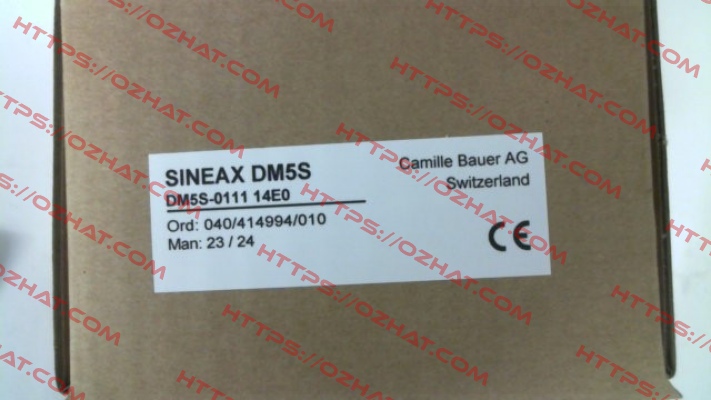 SINEAX DM5S
DM5S-0111 14E0
Ord: 040/414994/010
Man: 23 / 24
Camille Bauer AG
Switzerland
CE
HTTPS://OZHAT.COM